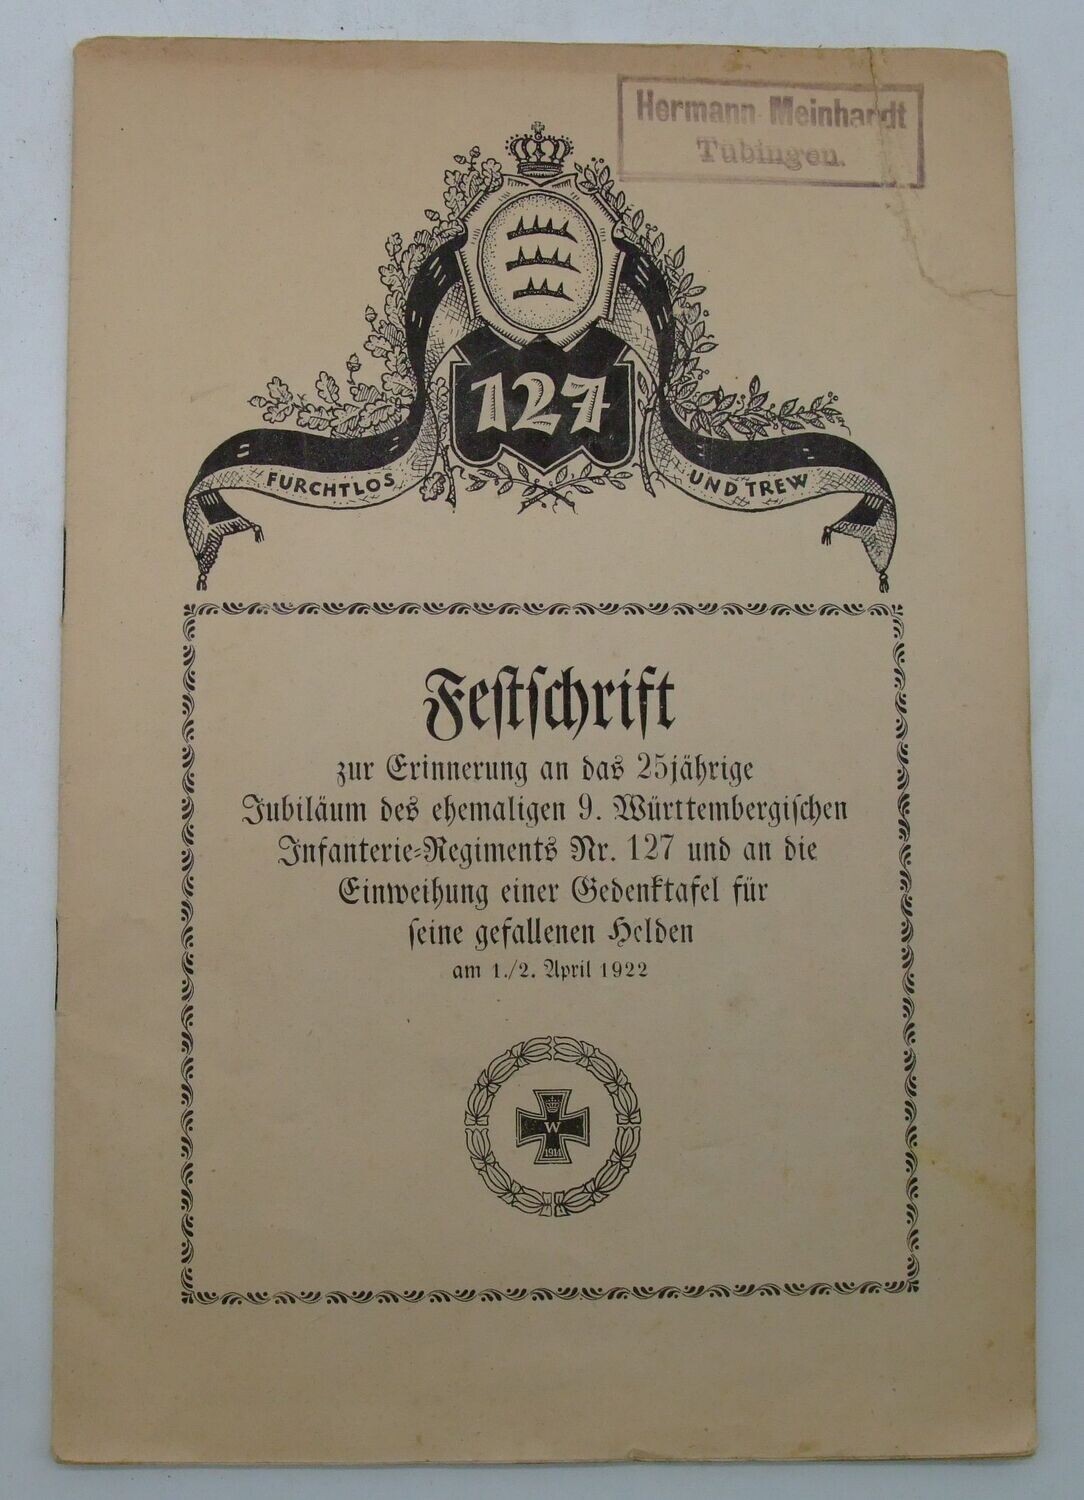 Hermann Meinhardt
Tübingen.
127
FURCHTLOS UND TREW
Festschrift
zur Erinnerung an das 25jährige
Jubiläum des ehemaligen 9. Württembergischen
Infanterie-Regiments Nr. 127 und an die
Einweihung einer Gedenktafel für
seine gefallenen Helden
am 1./2. April 1922
W
1914